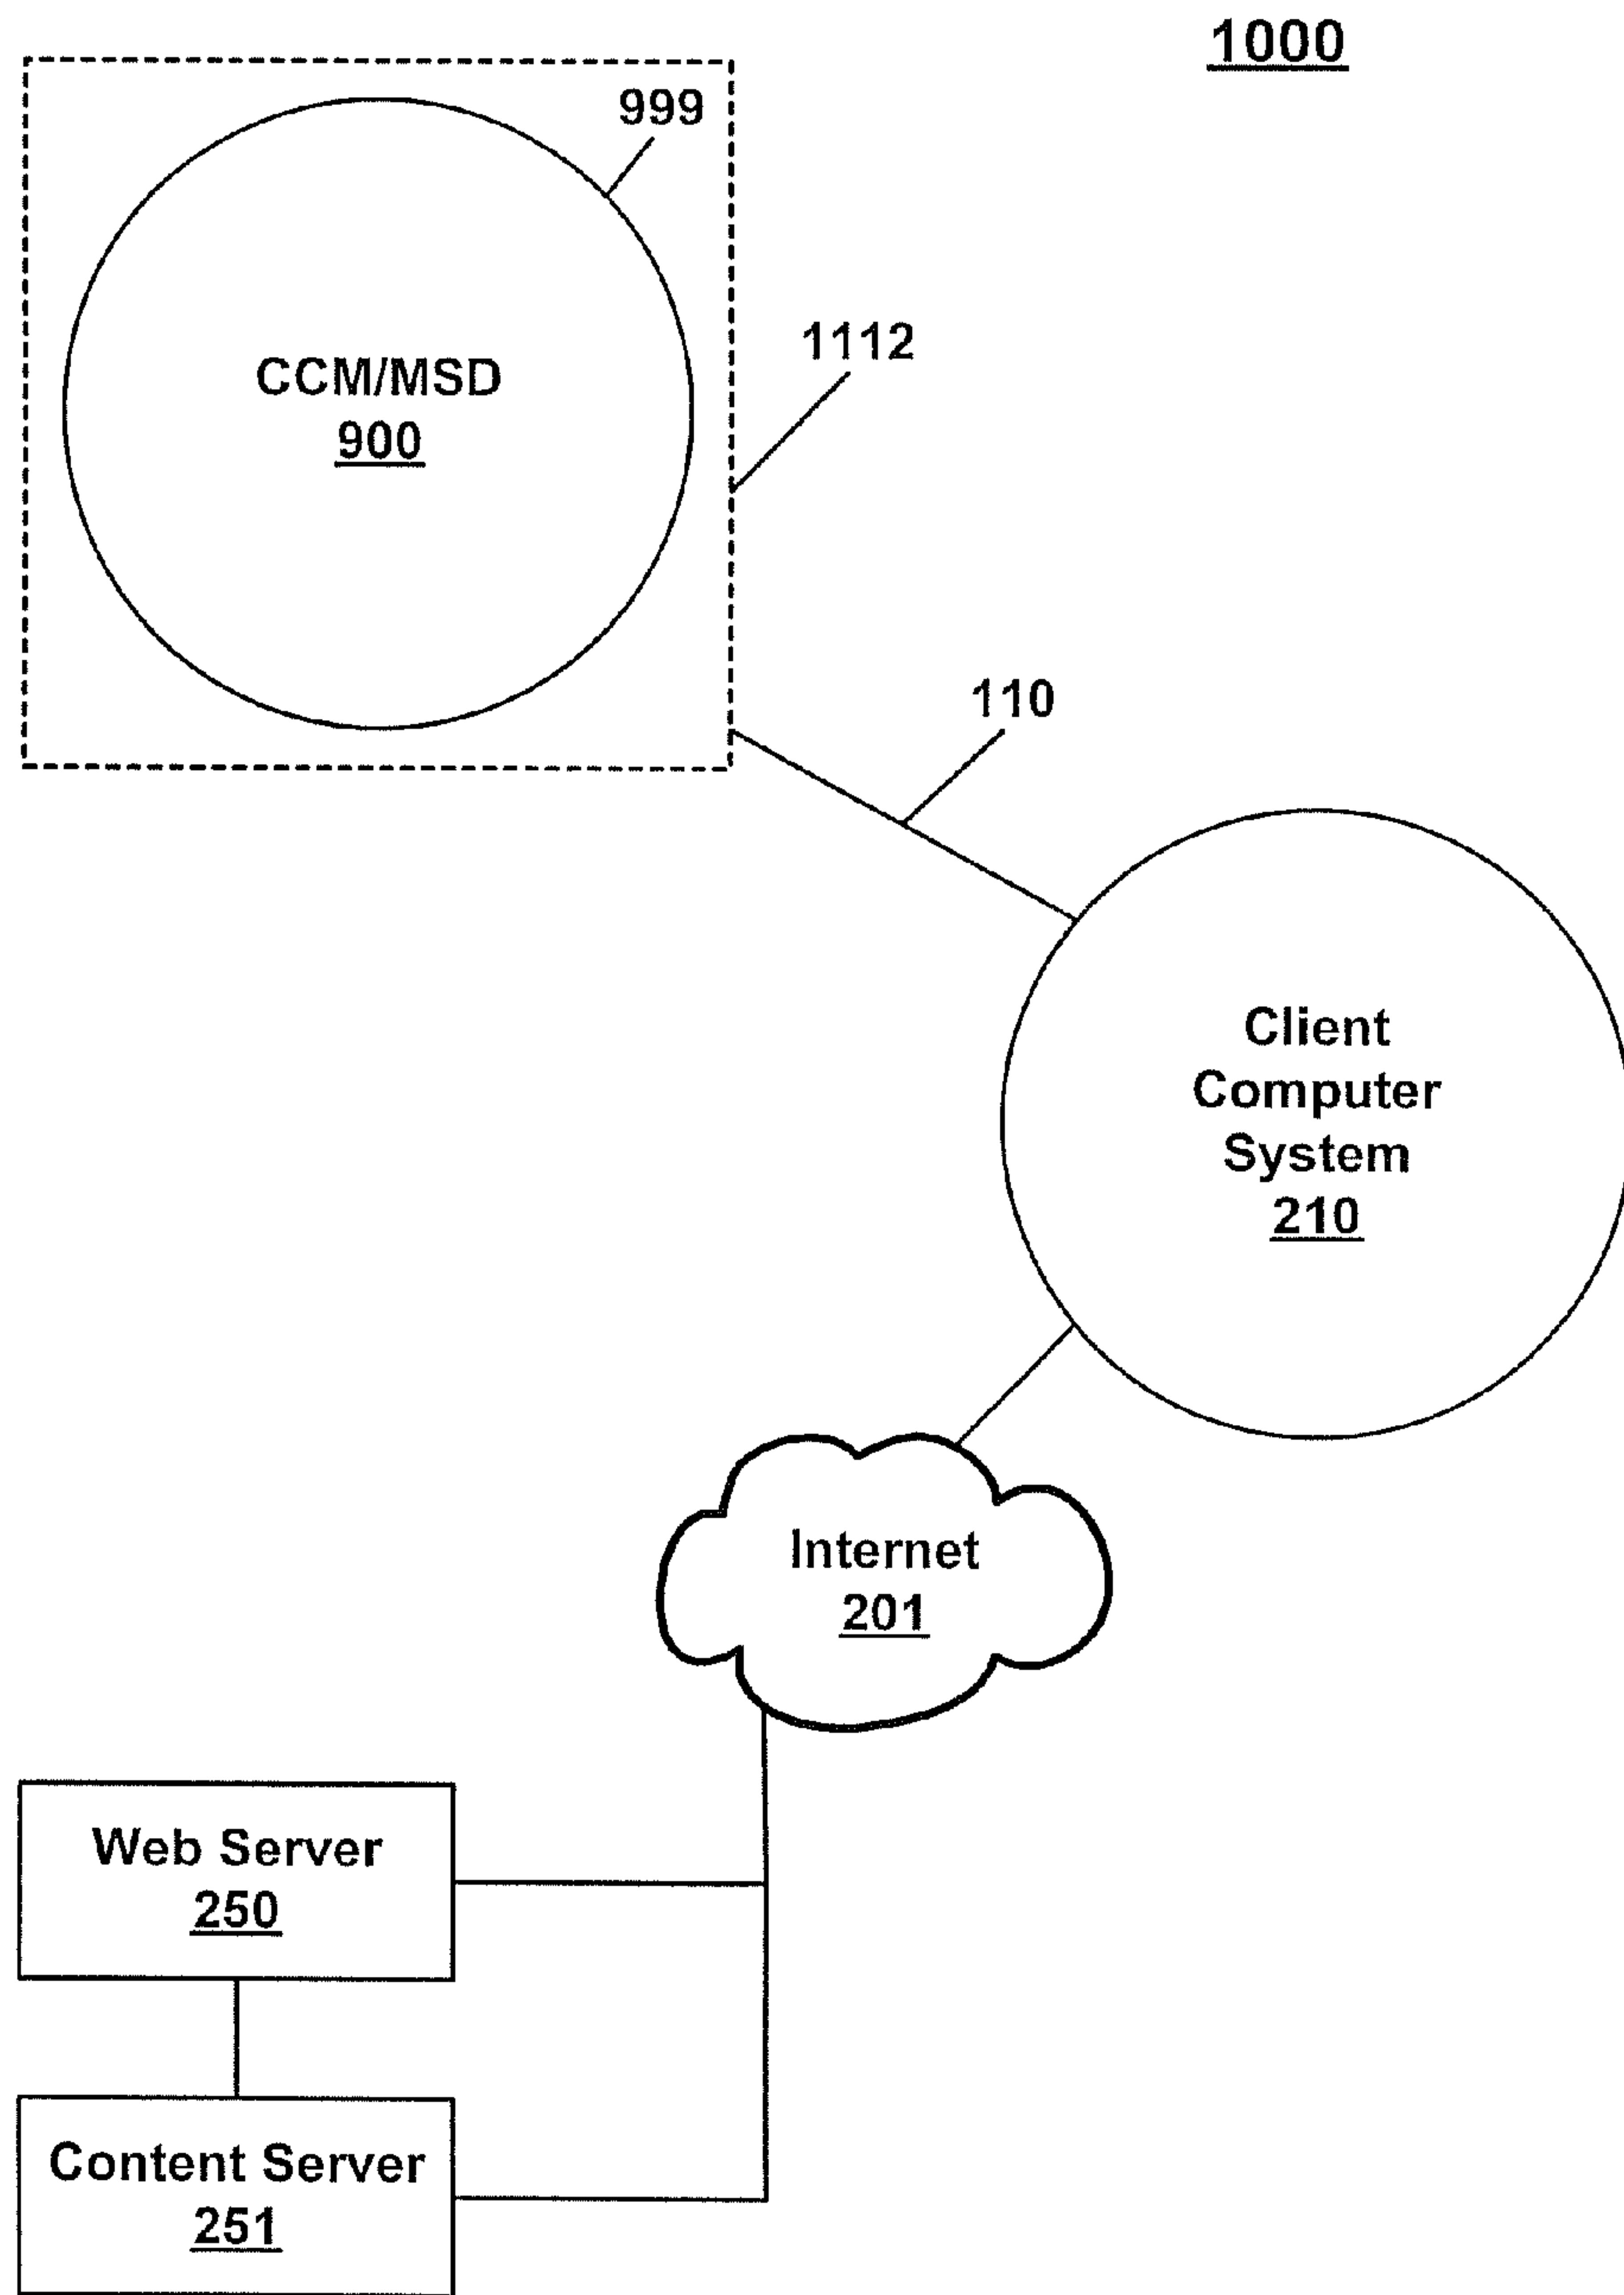 1000
999
CCM/MSD
900
1112
110
Client
Computer
System
210
Internet
201
Web Server
250
Content Server
251